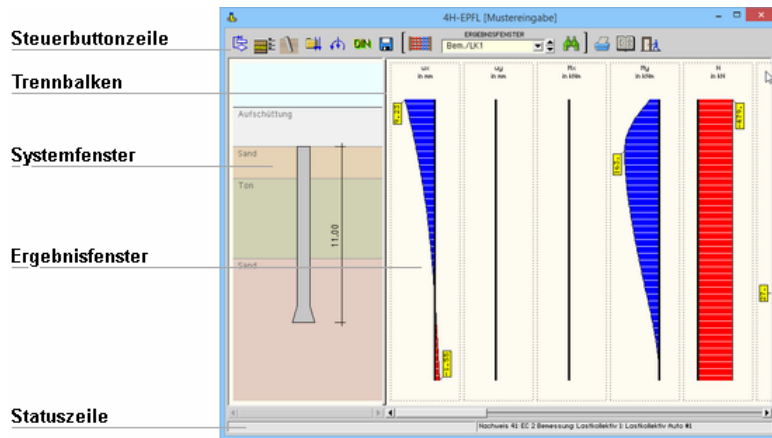 4H-EPFL [Mustereingabe]
Steuerbuttonzeile
DIN
ERGEBNISFENSTER
Bem./LK1
Trennbalken
ux
in mm
uy
in mm
Mx
in kNm
My
in kNm
N
in kN
Aufschüttung
Systemfenster
Sand
Ton
11.00
Ergebnisfenster
Sand
Statuszeile
Nachweis 41: EC 2 Bemessung: Lastkollektiv 1: Lastkollektiv Auto #1